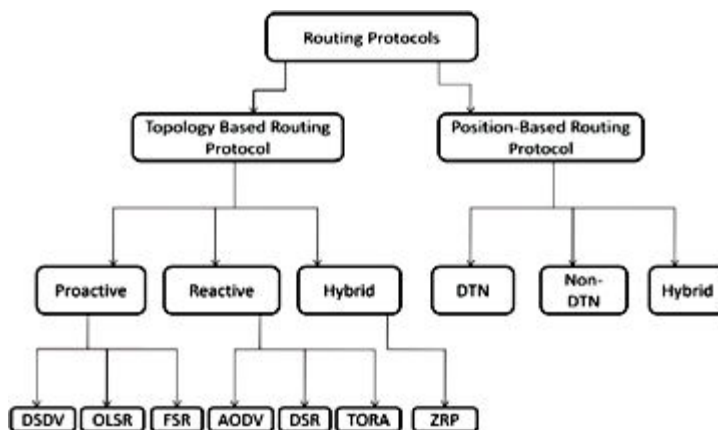 Routing Protocols
Topology Based Routing
Protocol
Position-Based Routing
Protocol
Proactive
Reactive
Hybrid
DTN
Non-
DTN
Hybrid
DSDV
OLSR
FSR
AODV
DSR
TORA
ZRP